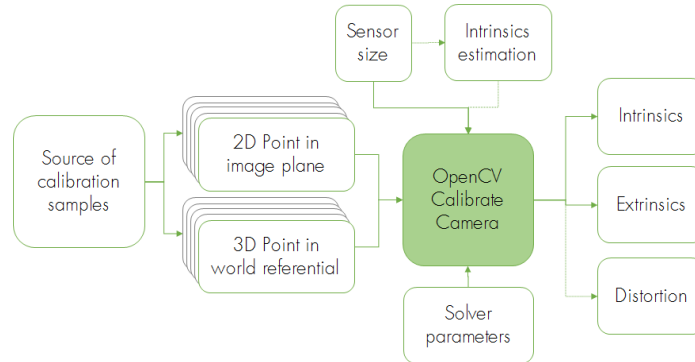 Sensor
size
Intrinsics
estimation
Source of
calibration
samples
2D Point in
image plane
3D Point in
world referential
OpenCV
Calibrate
Camera
Solver
parameters
Intrinsics
Extrinsics
Distortion